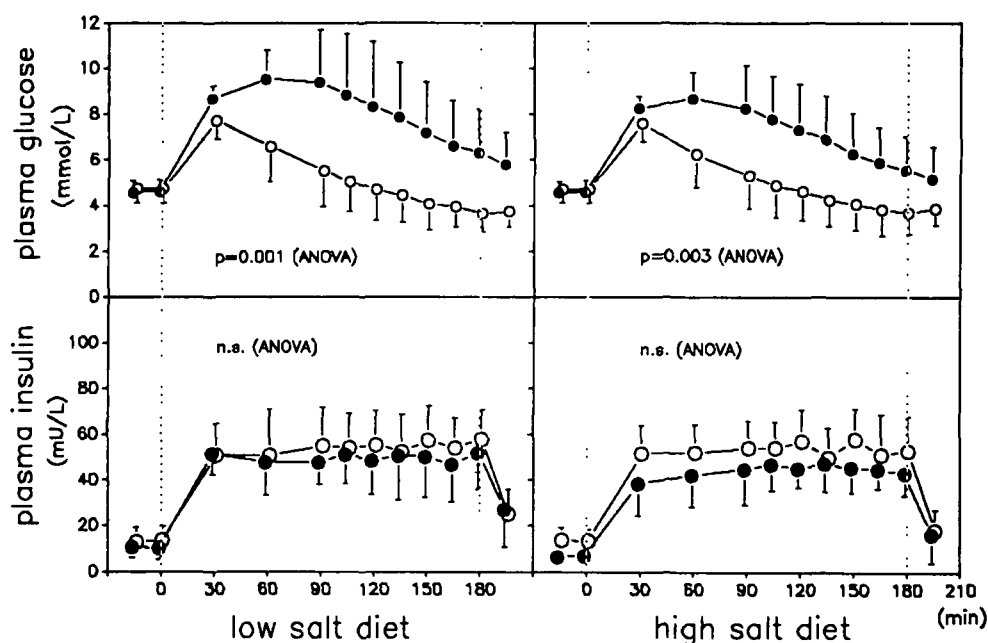 plasma glucose
(mmol/L)
12
10
8
6
4
2
0
p=0.001 (ANOVA)
p=0.003 (ANOVA)
plasma insulin
(mU/L)
100
80
60
40
20
0
n.s. (ANOVA)
n.s. (ANOVA)
0 30 60 90 120 150 180
0 30 60 90 120 150 180 210
(min)
low salt diet
high salt diet